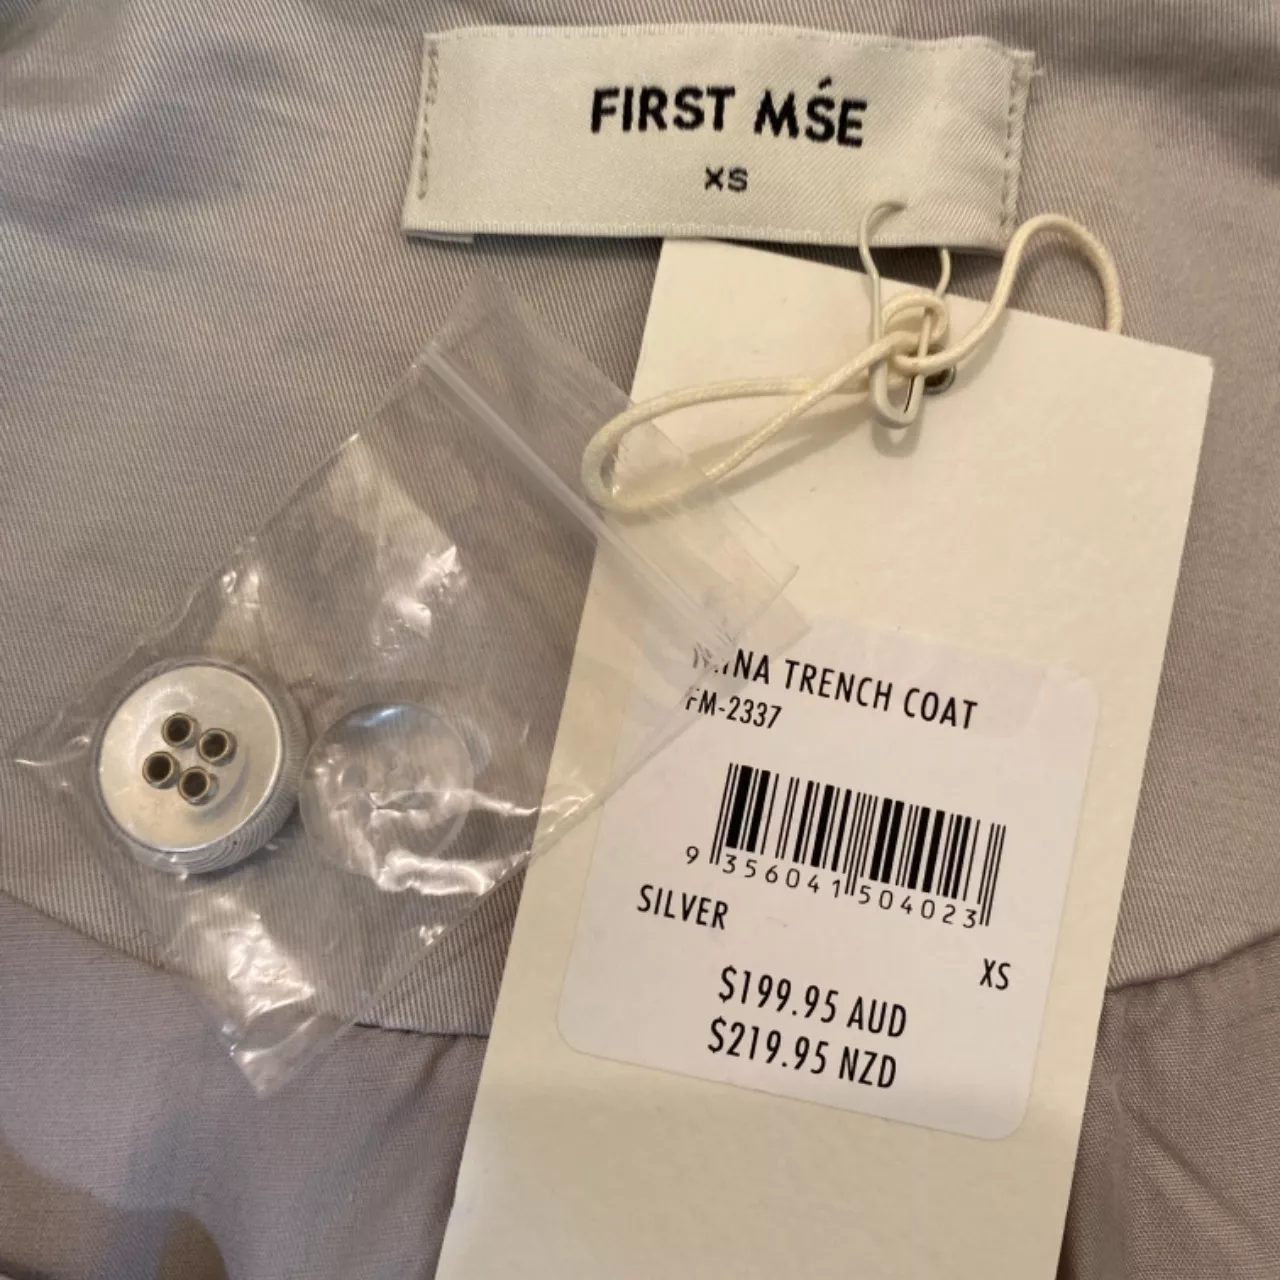 FIRST MŚE
XS
TRENCH COAT
FM-2337
9 356041 504023
SILVER
XS
$199.95 AUD
$219.95 NZD